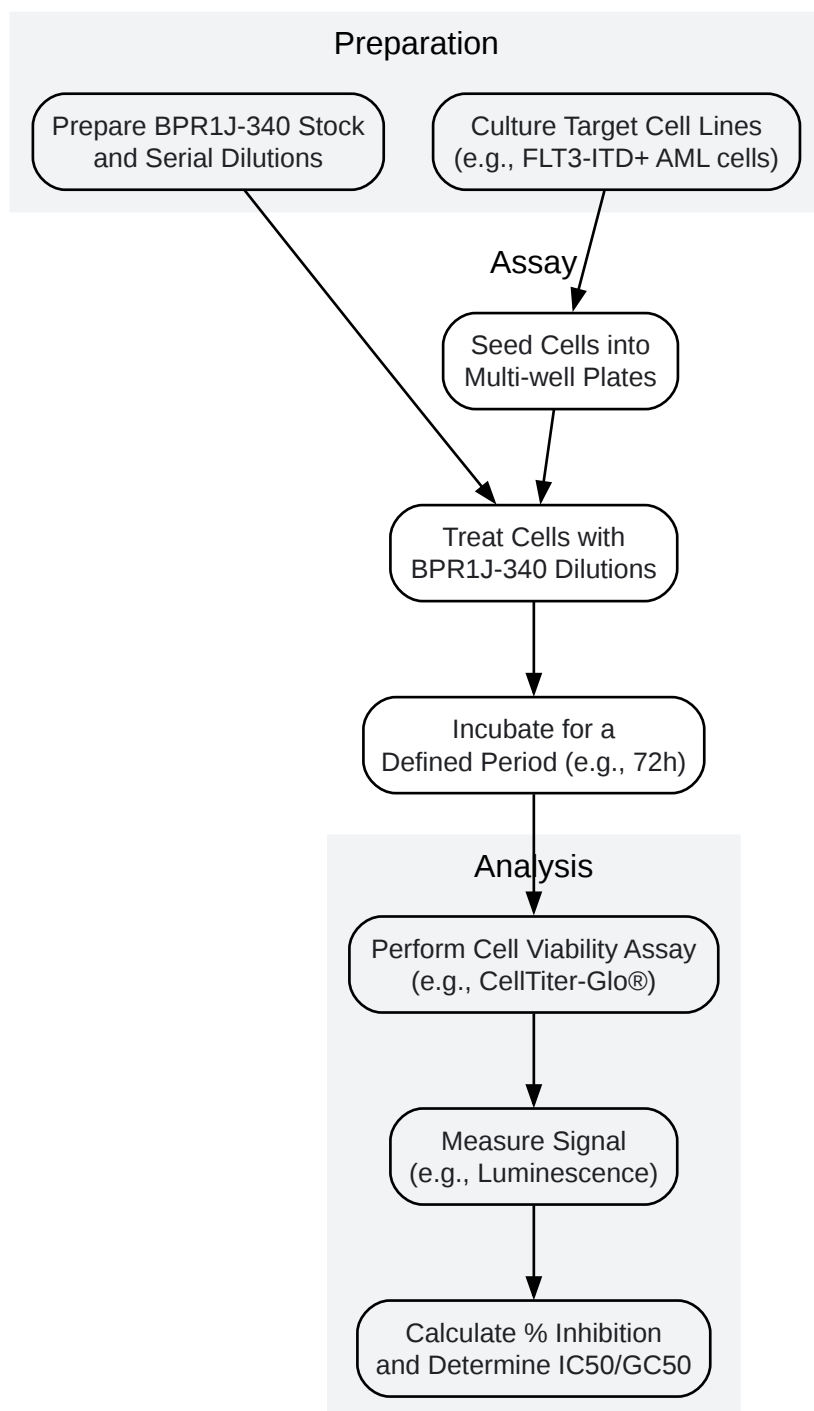 Preparation
Prepare BPR1J-340 Stock
and Serial Dilutions
Culture Target Cell Lines
(e.g., FLT3-ITD+ AML cells)
Assay
Seed Cells into
Multi-well Plates
Treat Cells with
BPR1J-340 Dilutions
Incubate for a
Defined Period (e.g., 72h)
Analysis
Perform Cell Viability Assay
(e.g., CellTiter-Glo®)
Measure Signal
(e.g., Luminescence)
Calculate % Inhibition
and Determine IC50/GC50